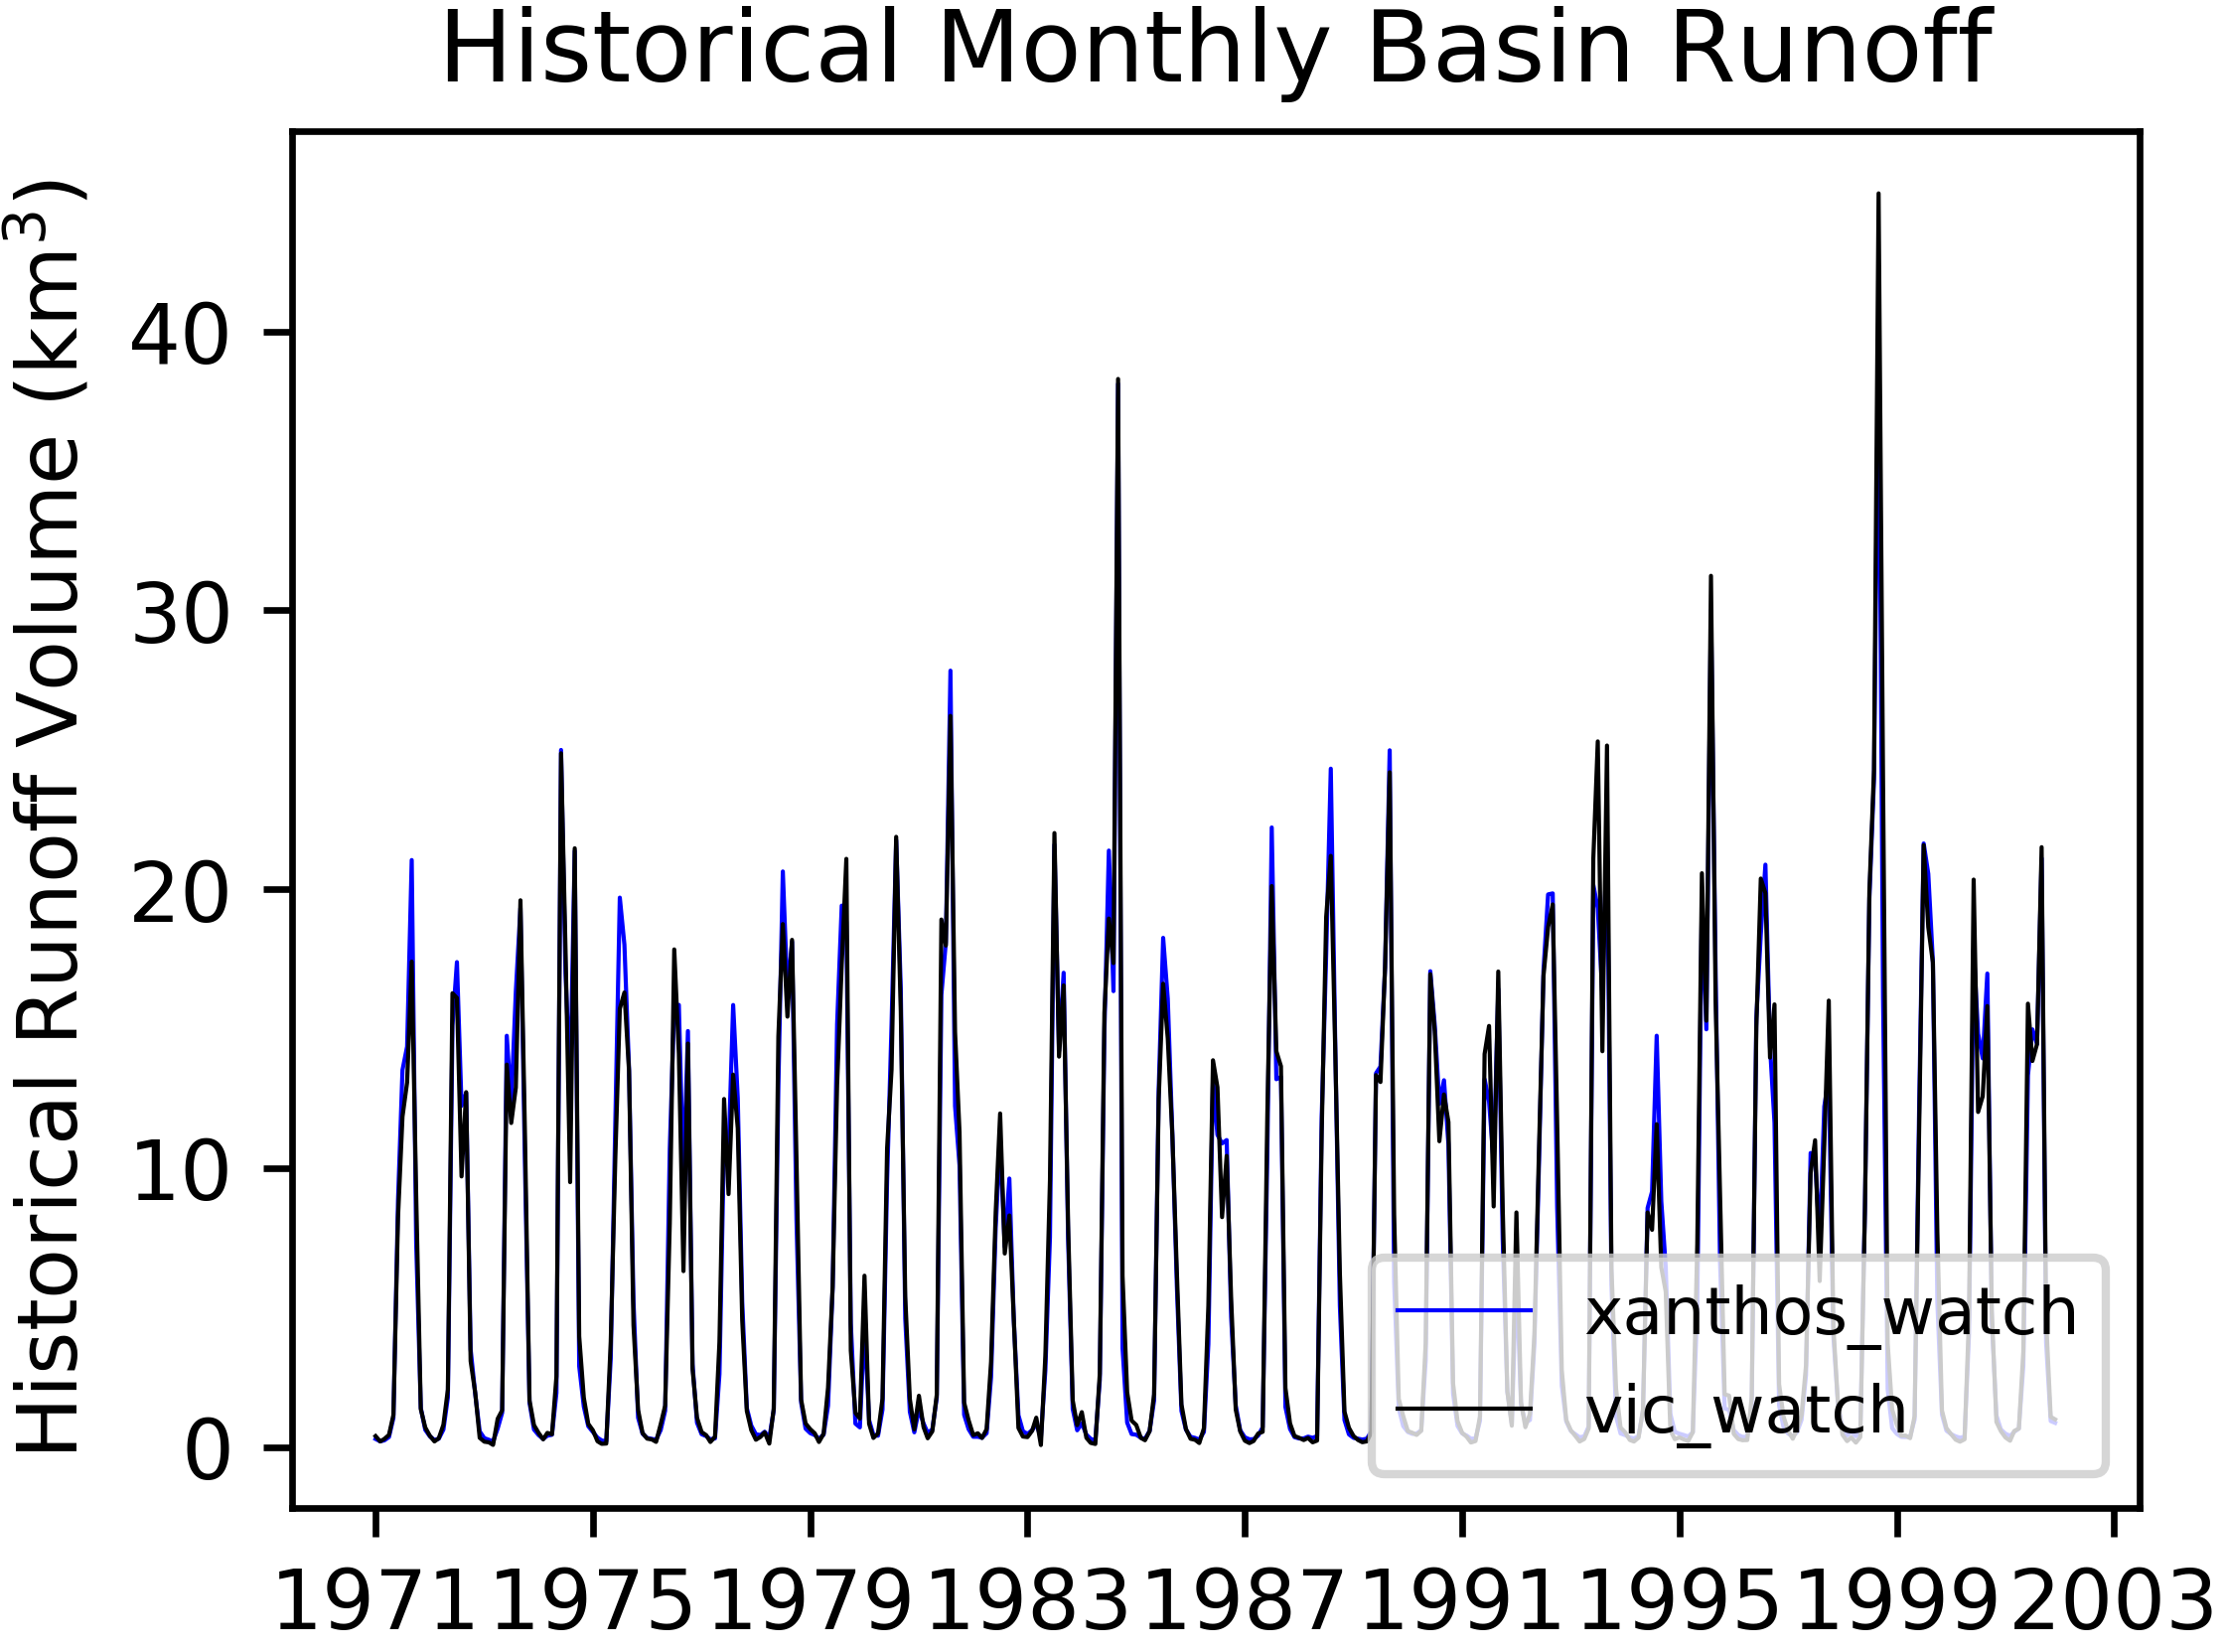 Historical Monthly Basin Runoff
Historical Runoff Volume (km³)
40
30
20
10
0
xanthos_watch
vic_watch
1971 1975 1979 1983 1987 1991 1995 1999 2003